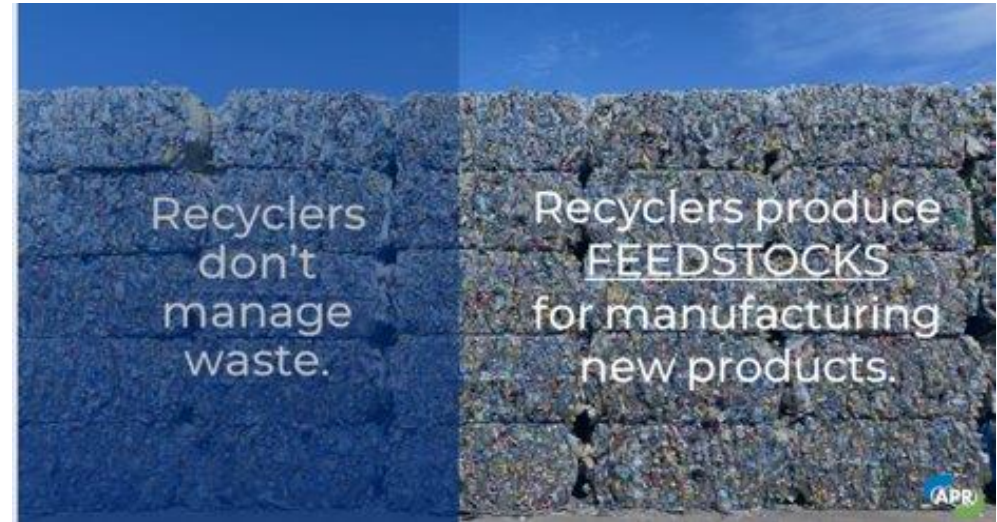 Recyclers
don't
manage
waste.
Recyclers produce
FEEDSTOCKS
for manufacturing
new products.
APR